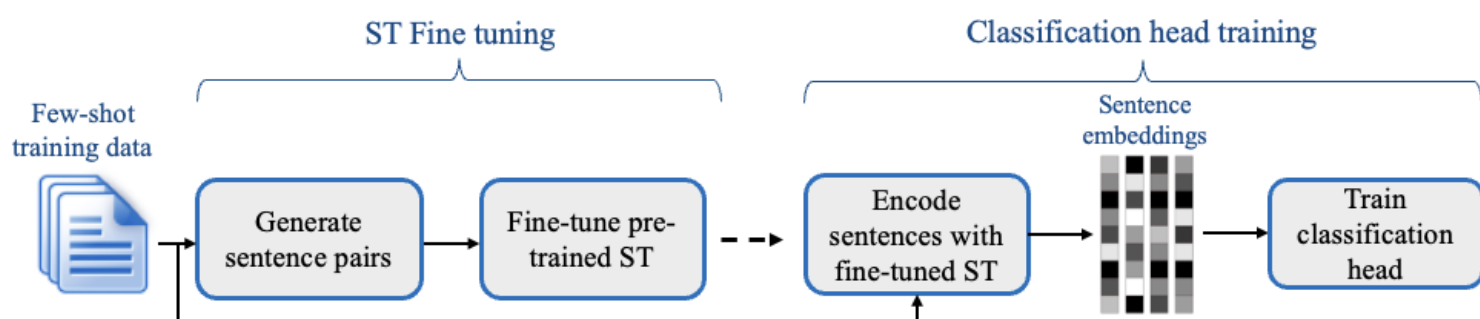 ST Fine tuning
Classification head training
Few-shot
training data
Generate
sentence pairs
Fine-tune pre-
trained ST
Encode
sentences with
fine-tuned ST
Sentence
embeddings
Train
classification
head